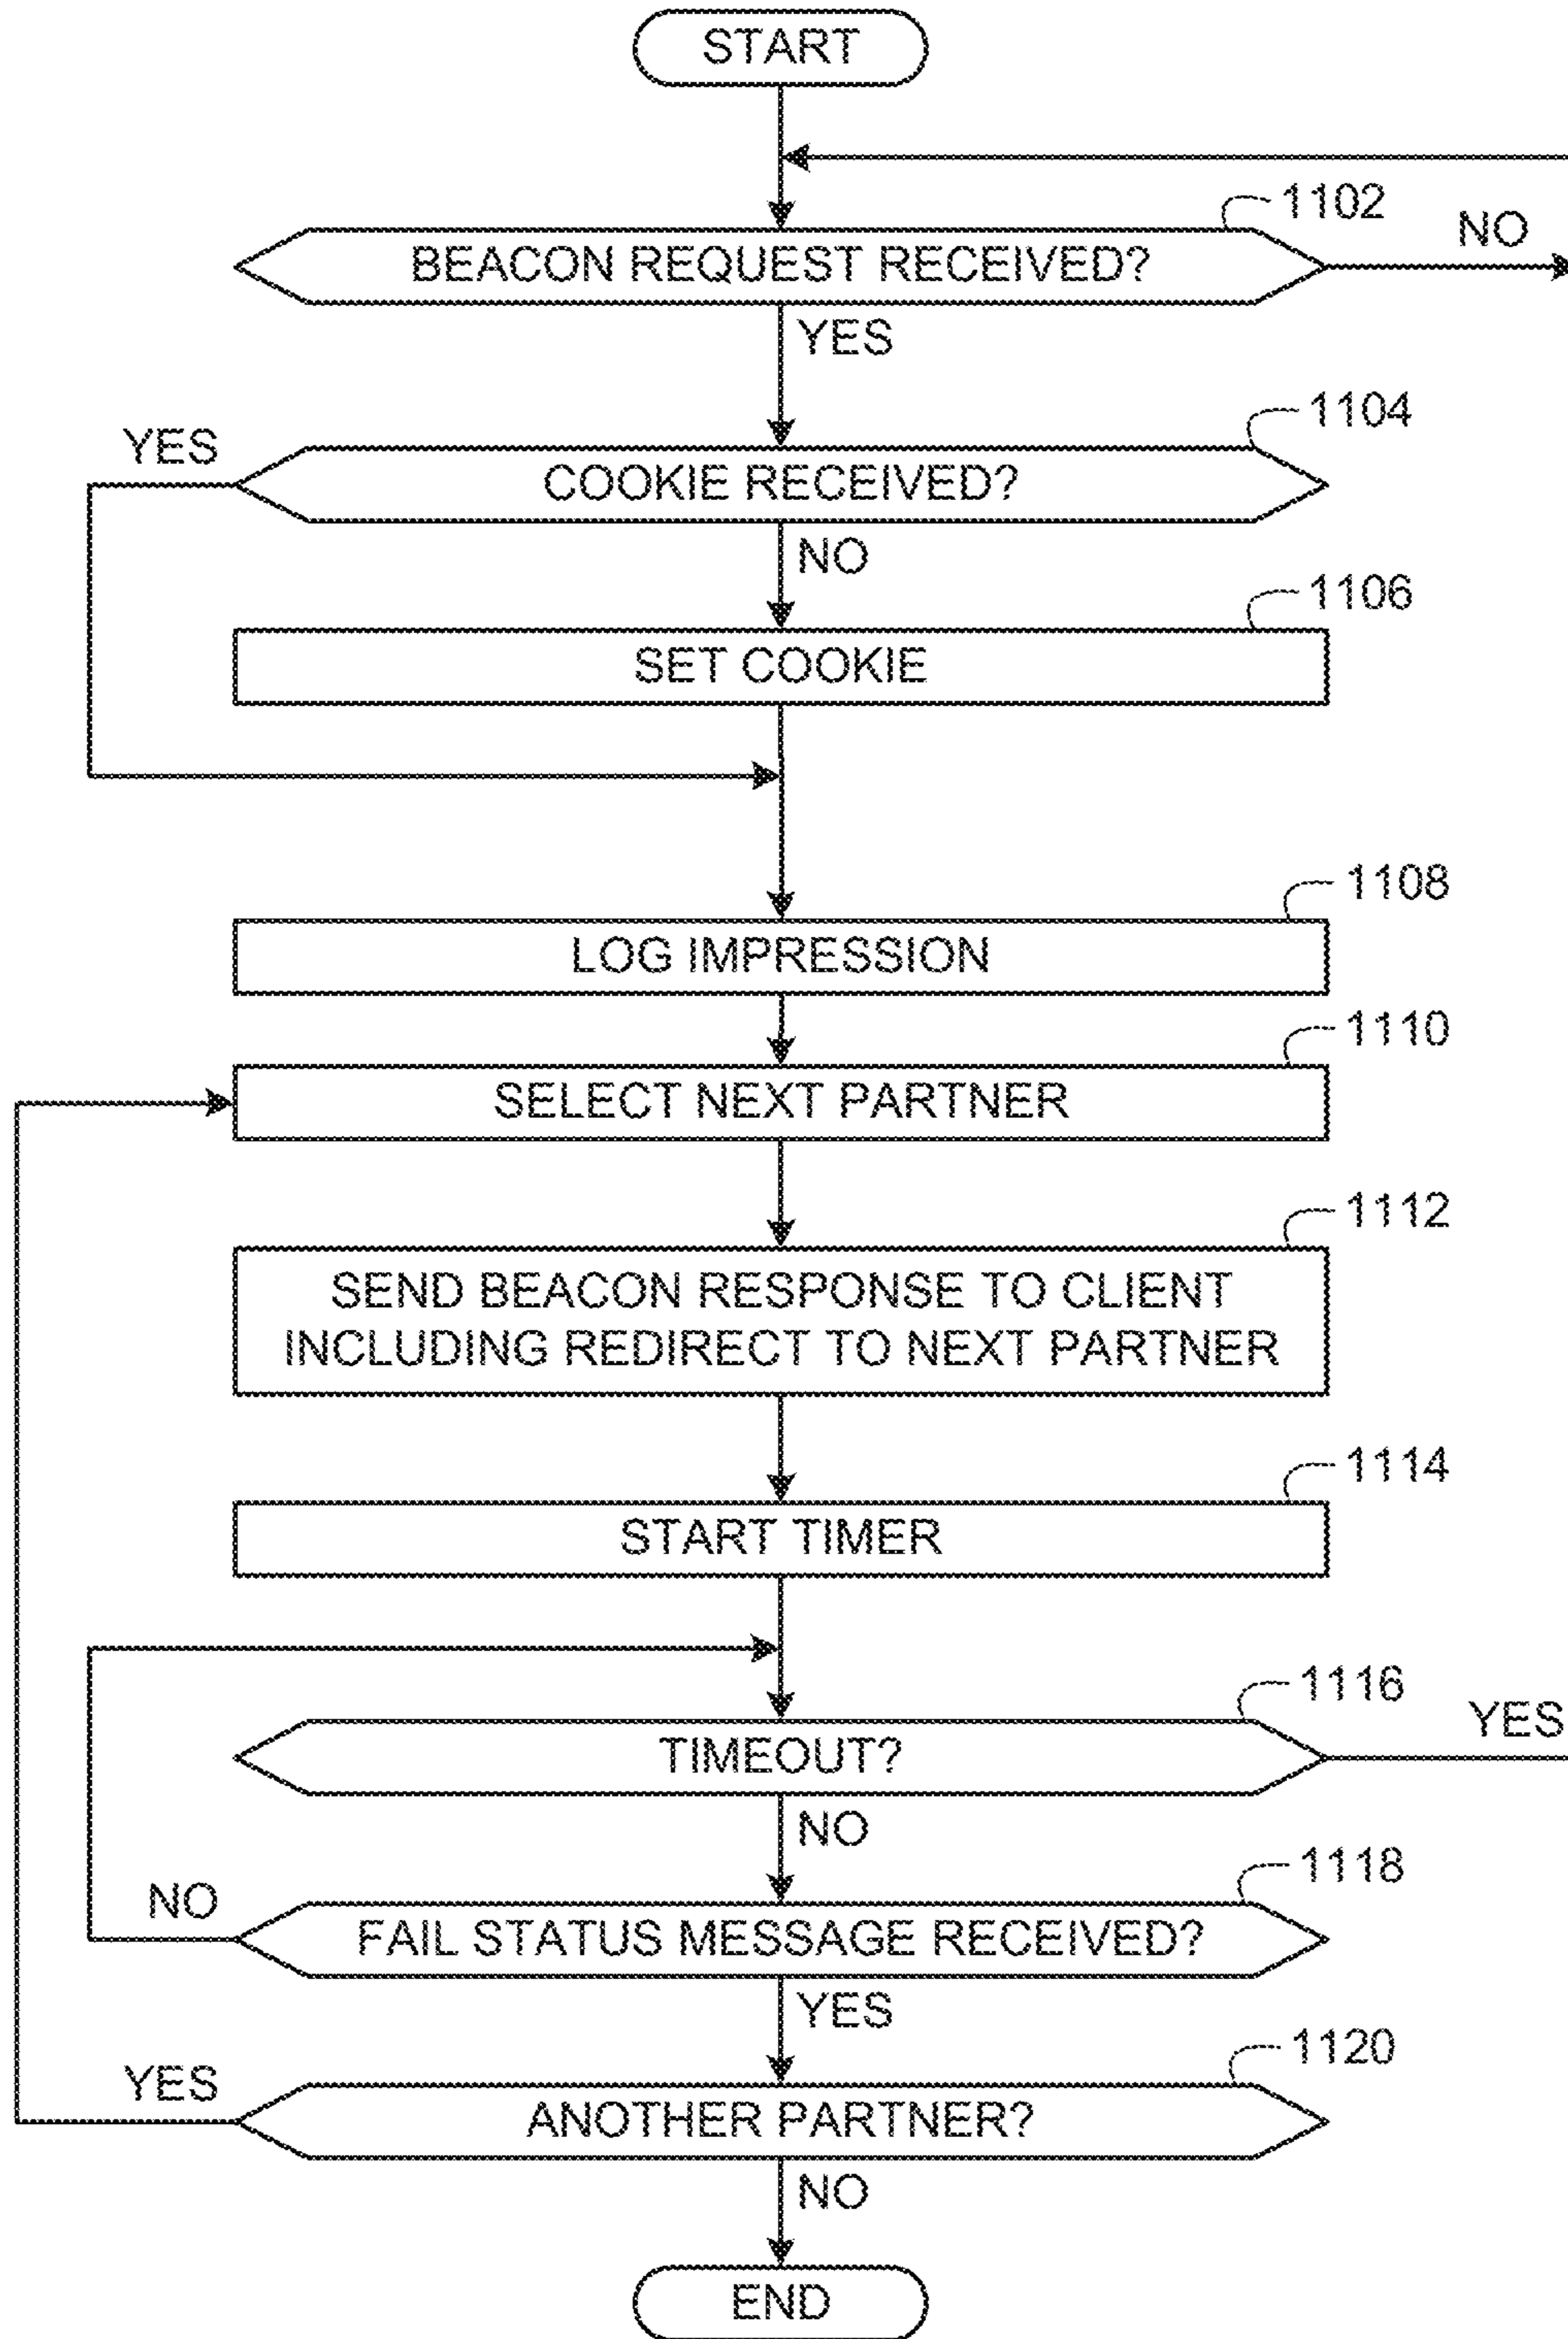 START
1102
BEACON REQUEST RECEIVED?
NO
YES
1104
YES
COOKIE RECEIVED?
NO
1106
SET COOKIE
1108
LOG IMPRESSION
1110
SELECT NEXT PARTNER
1112
SEND BEACON RESPONSE TO CLIENT
INCLUDING REDIRECT TO NEXT PARTNER
1114
START TIMER
1116
TIMEOUT?
YES
NO
1118
NO
FAIL STATUS MESSAGE RECEIVED?
YES
1120
YES
ANOTHER PARTNER?
NO
END